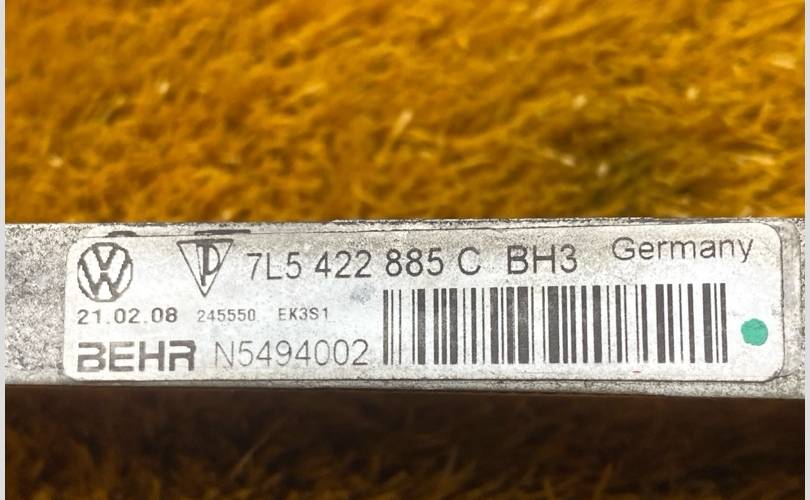 7L5 422 885 C BH3 Germany
21.02.08 245550 EK3S1
BEHR N5494002